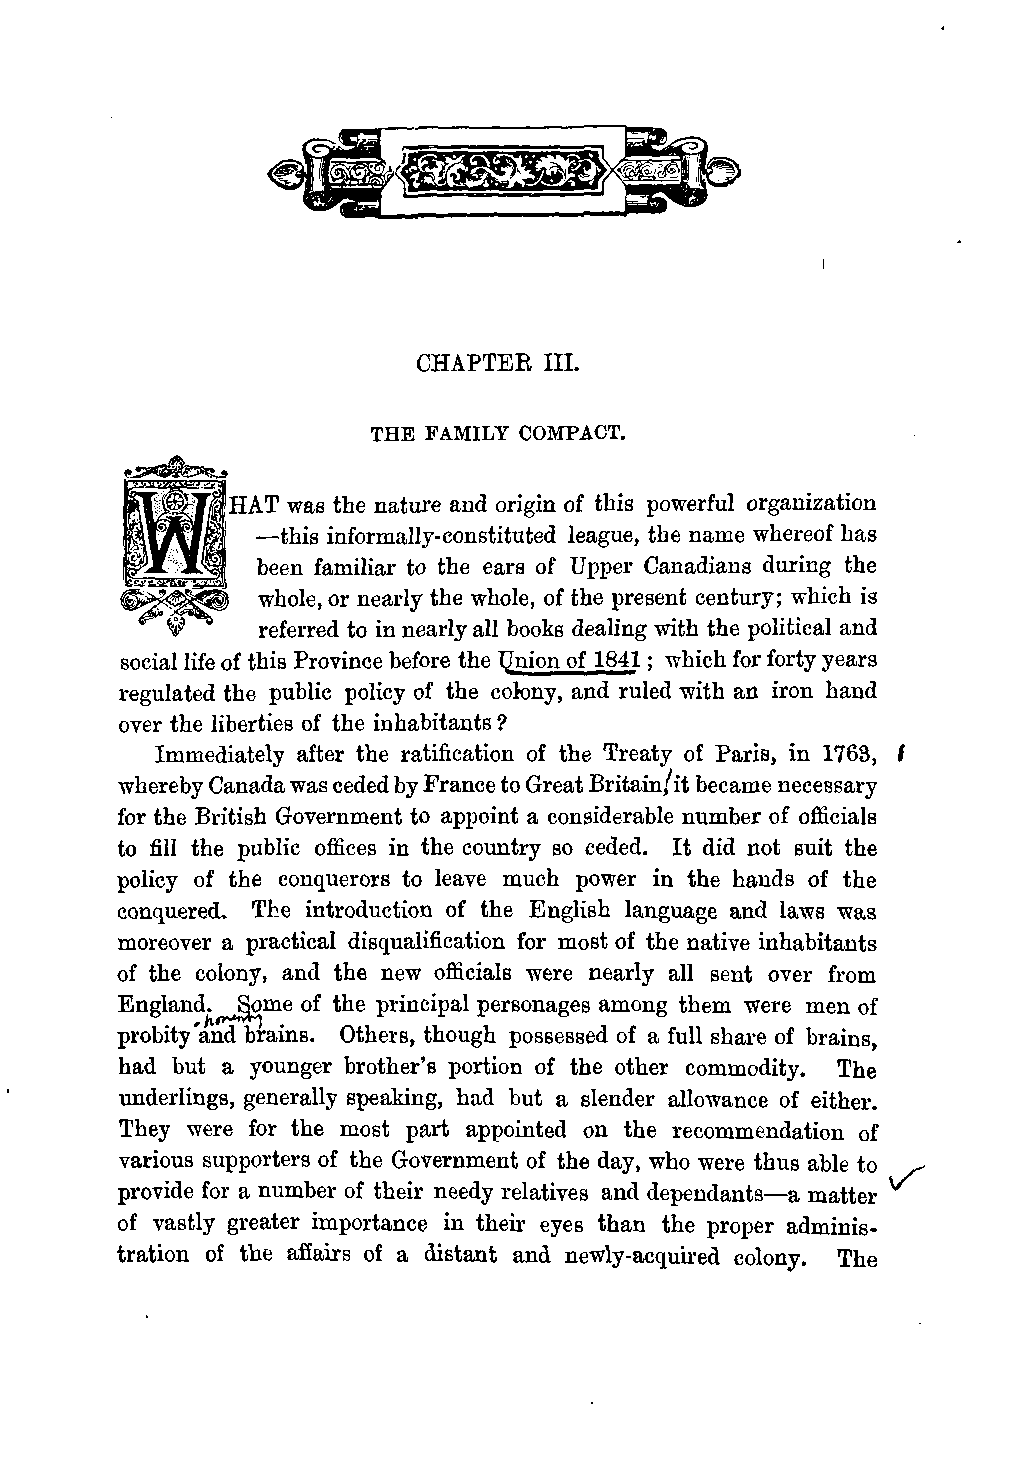 CHAPTER III.
THE FAMILY COMPACT.
WHAT was the nature and origin of this powerful organization
—this informally-constituted league, the name whereof has
been familiar to the ears of Upper Canadians during the
whole, or nearly the whole, of the present century; which is
referred to in nearly all books dealing with the political and
social life of this Province before the Union of 1841; which for forty years
regulated the public policy of the colony, and ruled with an iron hand
over the liberties of the inhabitants?
Immediately after the ratification of the Treaty of Paris, in 1763,
whereby Canada was ceded by France to Great Britain, it became necessary
for the British Government to appoint a considerable number of officials
to fill the public offices in the country so ceded. It did not suit the
policy of the conquerors to leave much power in the hands of the
conquered. The introduction of the English language and laws was
moreover a practical disqualification for most of the native inhabitants
of the colony, and the new officials were nearly all sent over from
England. Some of the principal personages among them were men of
probity and brains. Others, though possessed of a full share of brains,
had but a younger brother's portion of the other commodity. The
underlings, generally speaking, had but a slender allowance of either.
They were for the most part appointed on the recommendation of
various supporters of the Government of the day, who were thus able to
provide for a number of their needy relatives and dependants—a matter
of vastly greater importance in their eyes than the proper adminis-
tration of the affairs of a distant and newly-acquired colony. The